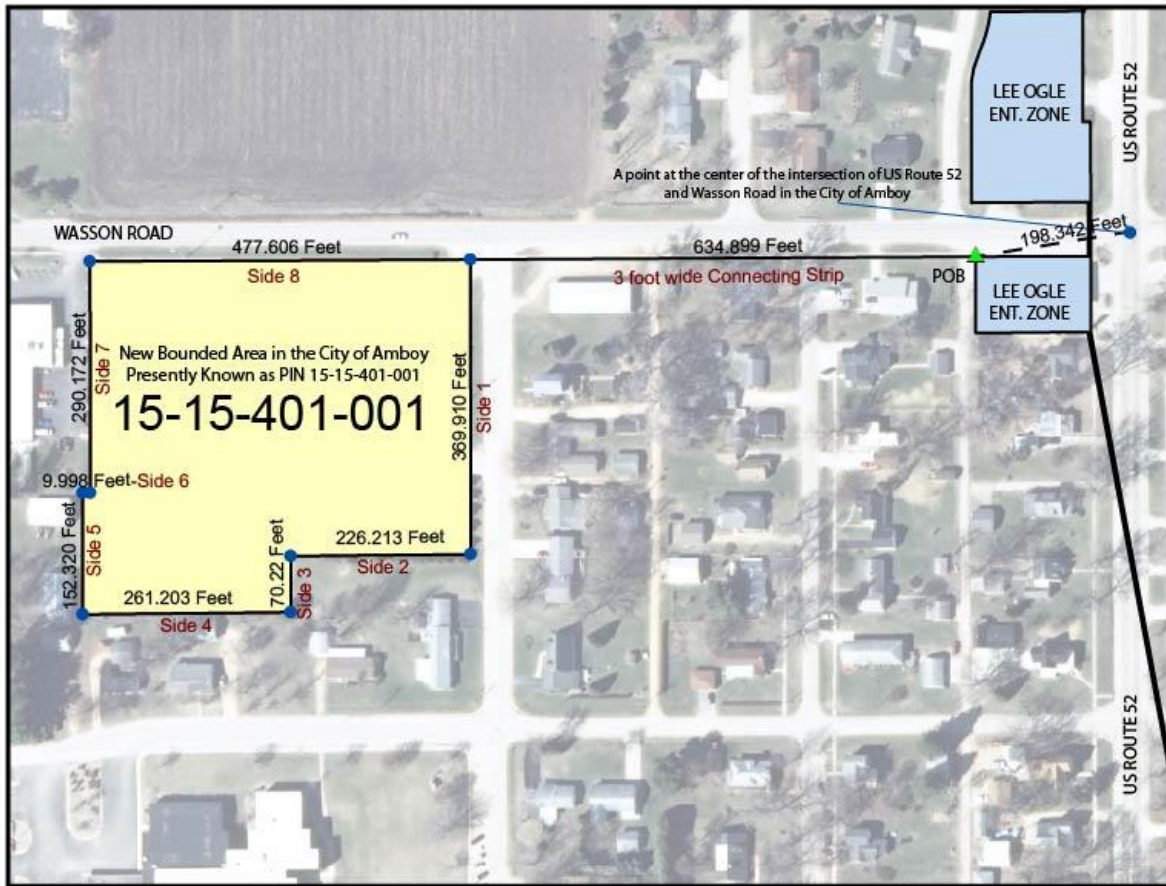 LEE OGLE
ENT. ZONE
US ROUTE 52
A point at the center of the intersection of US Route 52
and Wasson Road in the City of Amboy
WASSON ROAD
477.606 Feet
634.899 Feet
198.342 Feet
Side 8
3 foot wide Connecting Strip
POB
LEE OGLE
ENT. ZONE
290.172 Feet
Side 7
New Bounded Area in the City of Amboy
Presently Known as PIN 15-15-401-001
15-15-401-001
369.910 Feet
Side 1
9.998 Feet-Side 6
152.320 Feet
Side 5
70.22 Feet
Side 3
226.213 Feet
Side 2
261.203 Feet
Side 4
US ROUTE 52